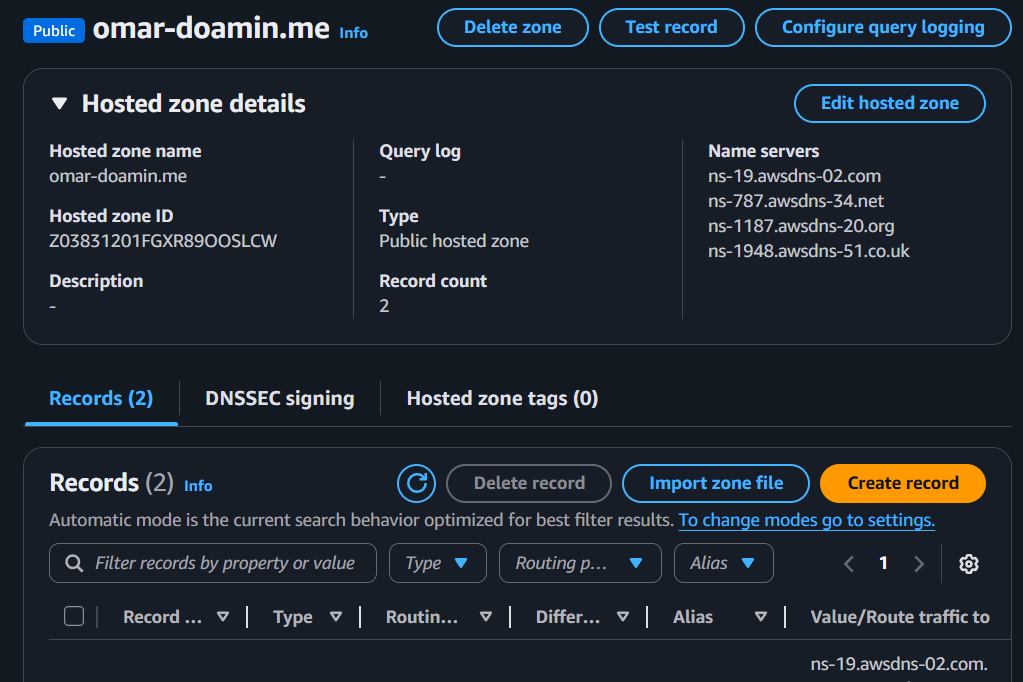 Public omar-doamin.me Info Delete zone Test record Configure query logging
Hosted zone details Edit hosted zone
Hosted zone name
omar-doamin.me
Hosted zone ID
Z03831201FGXR89OOSLCW
Description
-
Query log
-
Type
Public hosted zone
Record count
2
Name servers
ns-19.awsdns-02.com
ns-787.awsdns-34.net
ns-1187.awsdns-20.org
ns-1948.awsdns-51.co.uk
Records (2) DNSSEC signing Hosted zone tags (0)
Records (2) Info Delete record Import zone file Create record
Automatic mode is the current search behavior optimized for best filter results. To change modes go to settings.
Filter records by property or value Type Routing p... Alias 1
Record ... Type Routin... Differ... Alias Value/Route traffic to
ns-19.awsdns-02.com.